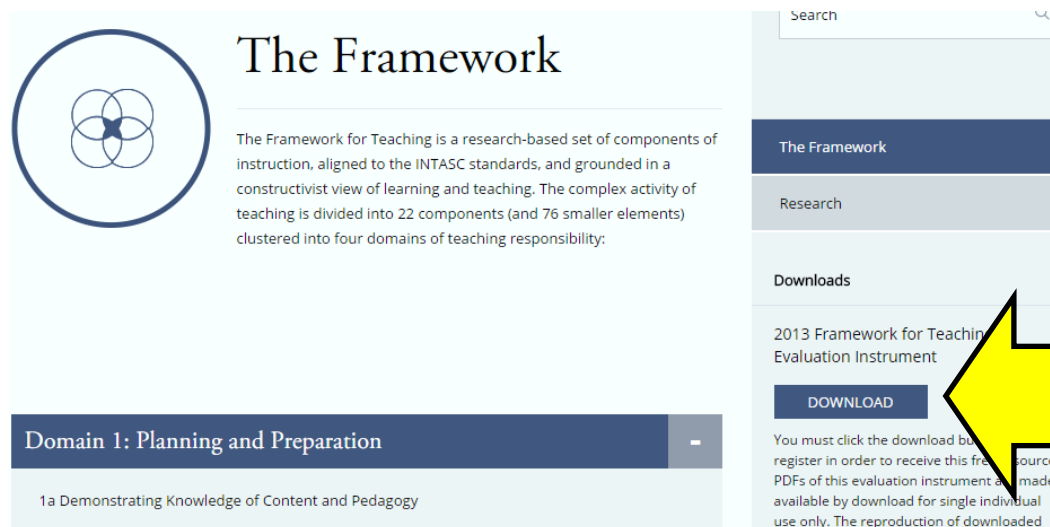 The Framework
The Framework for Teaching is a research-based set of components of
instruction, aligned to the INTASC standards, and grounded in a
constructivist view of learning and teaching. The complex activity of
teaching is divided into 22 components (and 76 smaller elements)
clustered into four domains of teaching responsibility:
Domain 1: Planning and Preparation
-
1a Demonstrating Knowledge of Content and Pedagogy
Search
The Framework
Research
Downloads
2013 Framework for Teachin
Evaluation Instrument
DOWNLOAD
You must click the download bu
register in order to receive this fre source
PDFs of this evaluation instrument a made
available by download for single individual
use only. The reproduction of downloaded